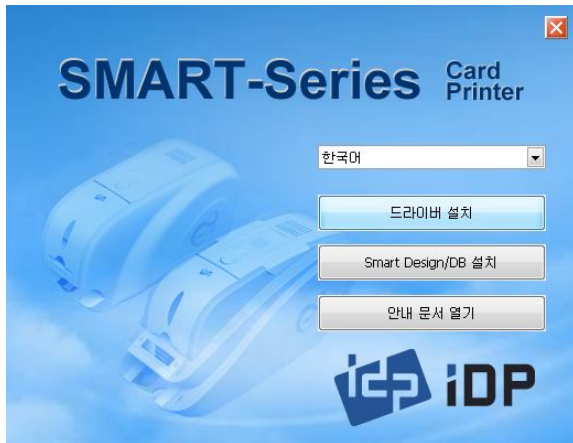 SMART-Series Card Printer
한국어
드라이버 설치
Smart Design/DB 설치
안내 문서 열기
idp iDP